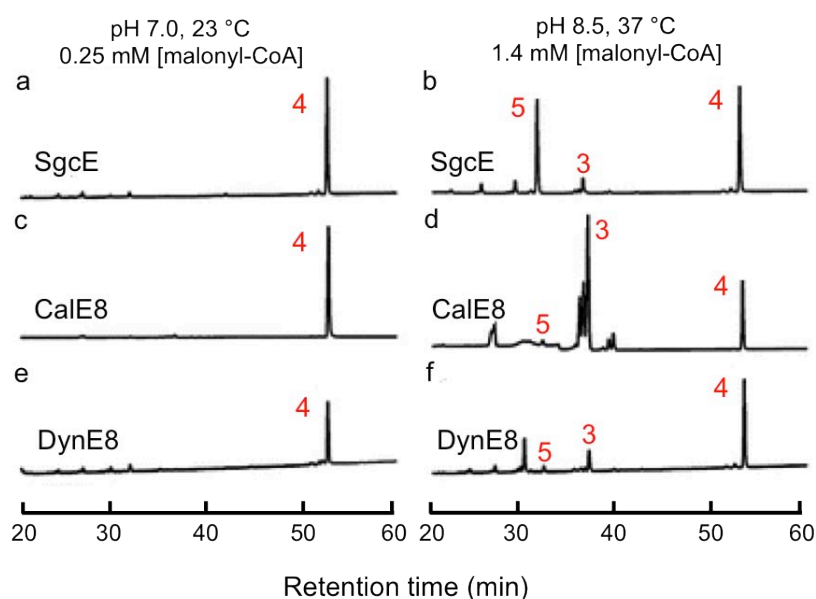 pH 7.0, 23 °C
0.25 mM [malonyl-CoA]
pH 8.5, 37 °C
1.4 mM [malonyl-CoA]
a
4
SgcE
b
5
3
4
SgcE
c
4
CalE8
d
3
5
4
CalE8
e
4
DynE8
f
5
3
4
DynE8
20 30 40 50 60
20 30 40 50 60
Retention time (min)